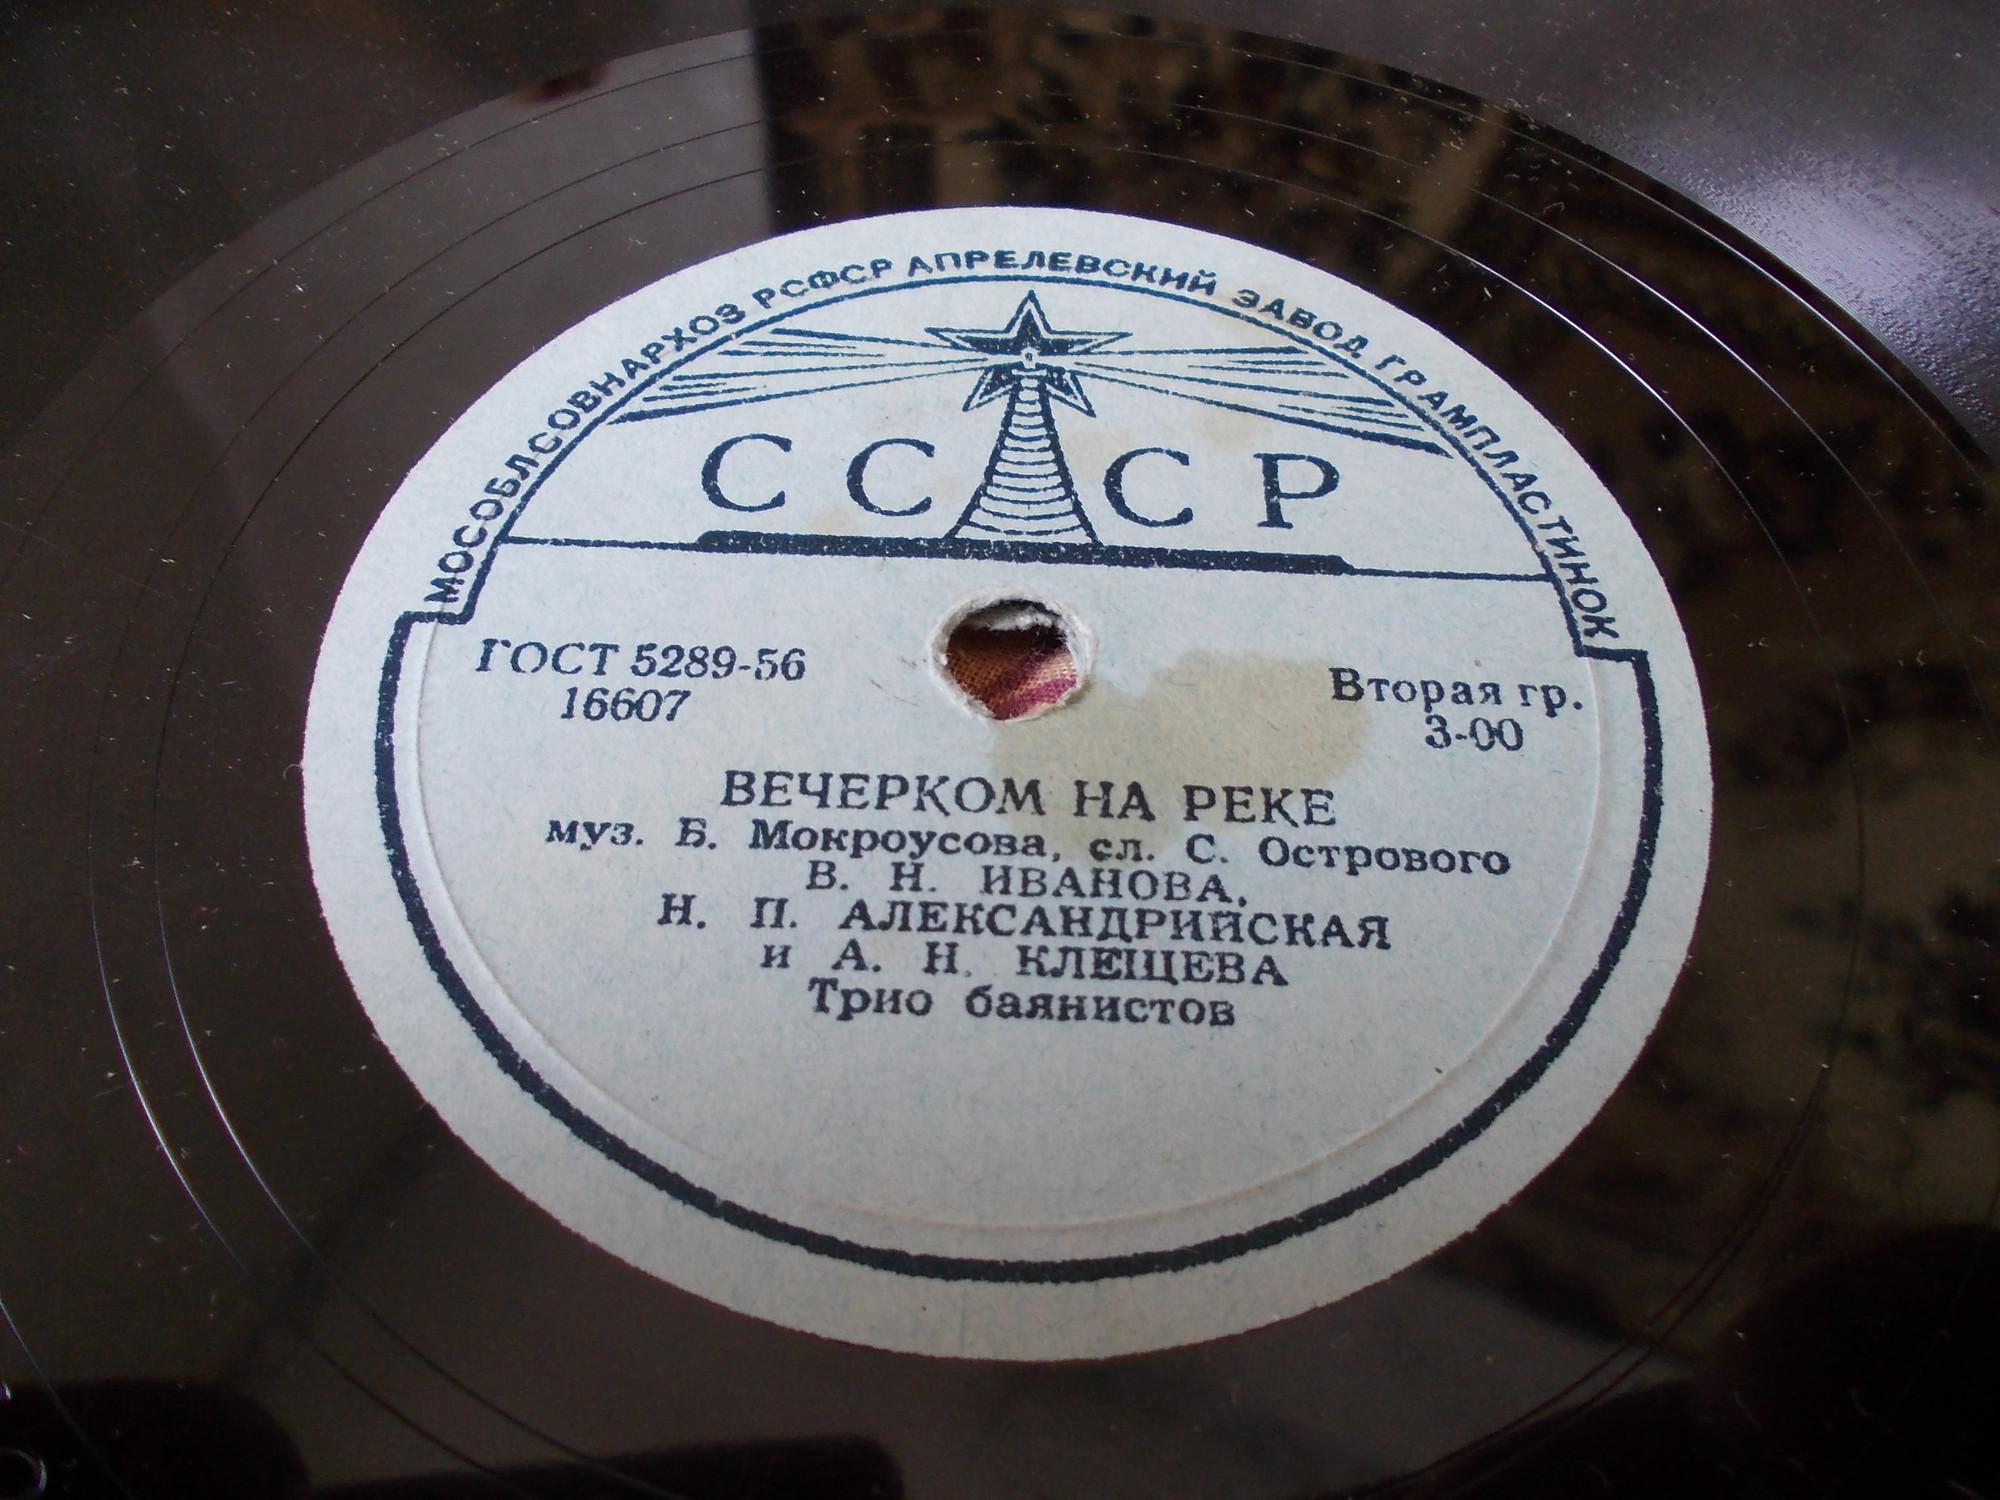 МОСОБЛСОВНАРХОЗ РСФСР АПРЕЛЕВСКИЙ ЗАВОД ГРАМПЛАСТИНОК
СССР
ГОСТ 5289-56
16607
Вторая гр.
3-00
ВЕЧЕРКОМ НА РЕКЕ
муз. Б. Мокроусова, сл. С. Острового
В. Н. ИВАНОВА,
Н. П. АЛЕКСАНДРИЙСКАЯ
и А. Н. КЛЕЩЕВА
Трио баянистов